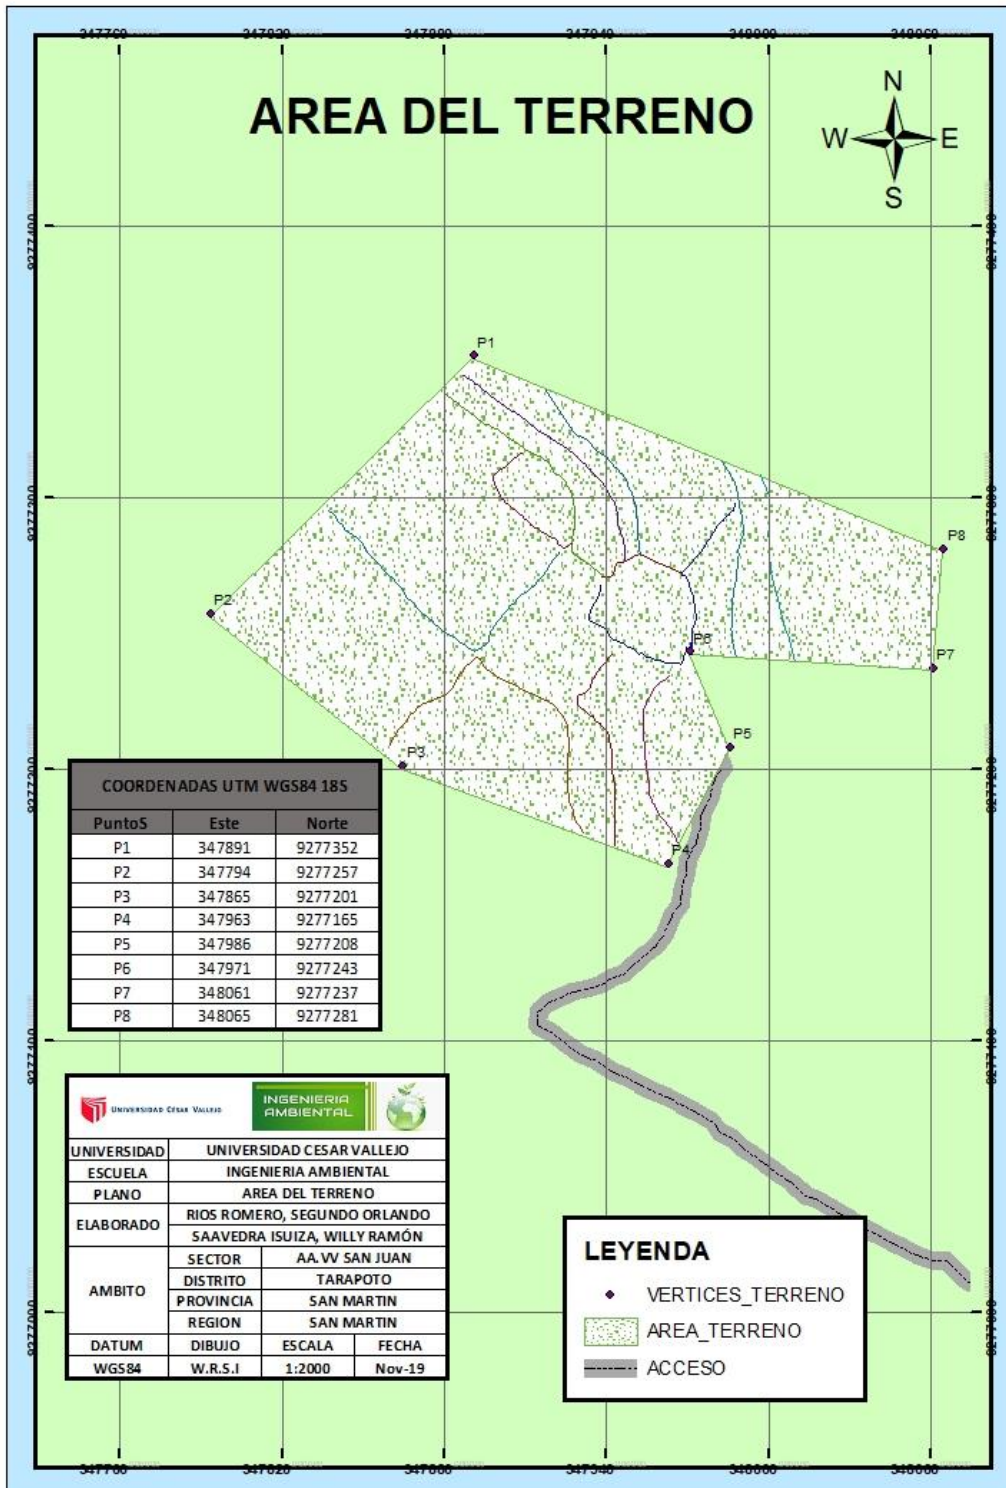 AREA DEL TERRENO
N
W E
S
P1
P8
P2
P6
P7
P5
P3
P4
COORDENADAS UTM WGS84 18S
PuntoS Este Norte
P1 347891 9277352
P2 347794 9277257
P3 347865 9277201
P4 347963 9277165
P5 347986 9277208
P6 347971 9277243
P7 348061 9277237
P8 348065 9277281
UNIVERSIDAD CÉSAR VALLEJO
INGENIERIA
AMBIENTAL
UNIVERSIDAD UNIVERSIDAD CESAR VALLEJO
ESCUELA INGENIERIA AMBIENTAL
PLANO AREA DEL TERRENO
ELABORADO RIOS ROMERO, SEGUNDO ORLANDO
SAAVEDRA ISUIZA, WILLY RAMÓN
AMBITO SECTOR AA.VV SAN JUAN
DISTRITO TARAPOTO
PROVINCIA SAN MARTIN
REGION SAN MARTIN
DATUM DIBUJO ESCALA FECHA
WGS84 W.R.S.I 1:2000 Nov-19
LEYENDA
VERTICES_TERRENO
AREA_TERRENO
ACCESO